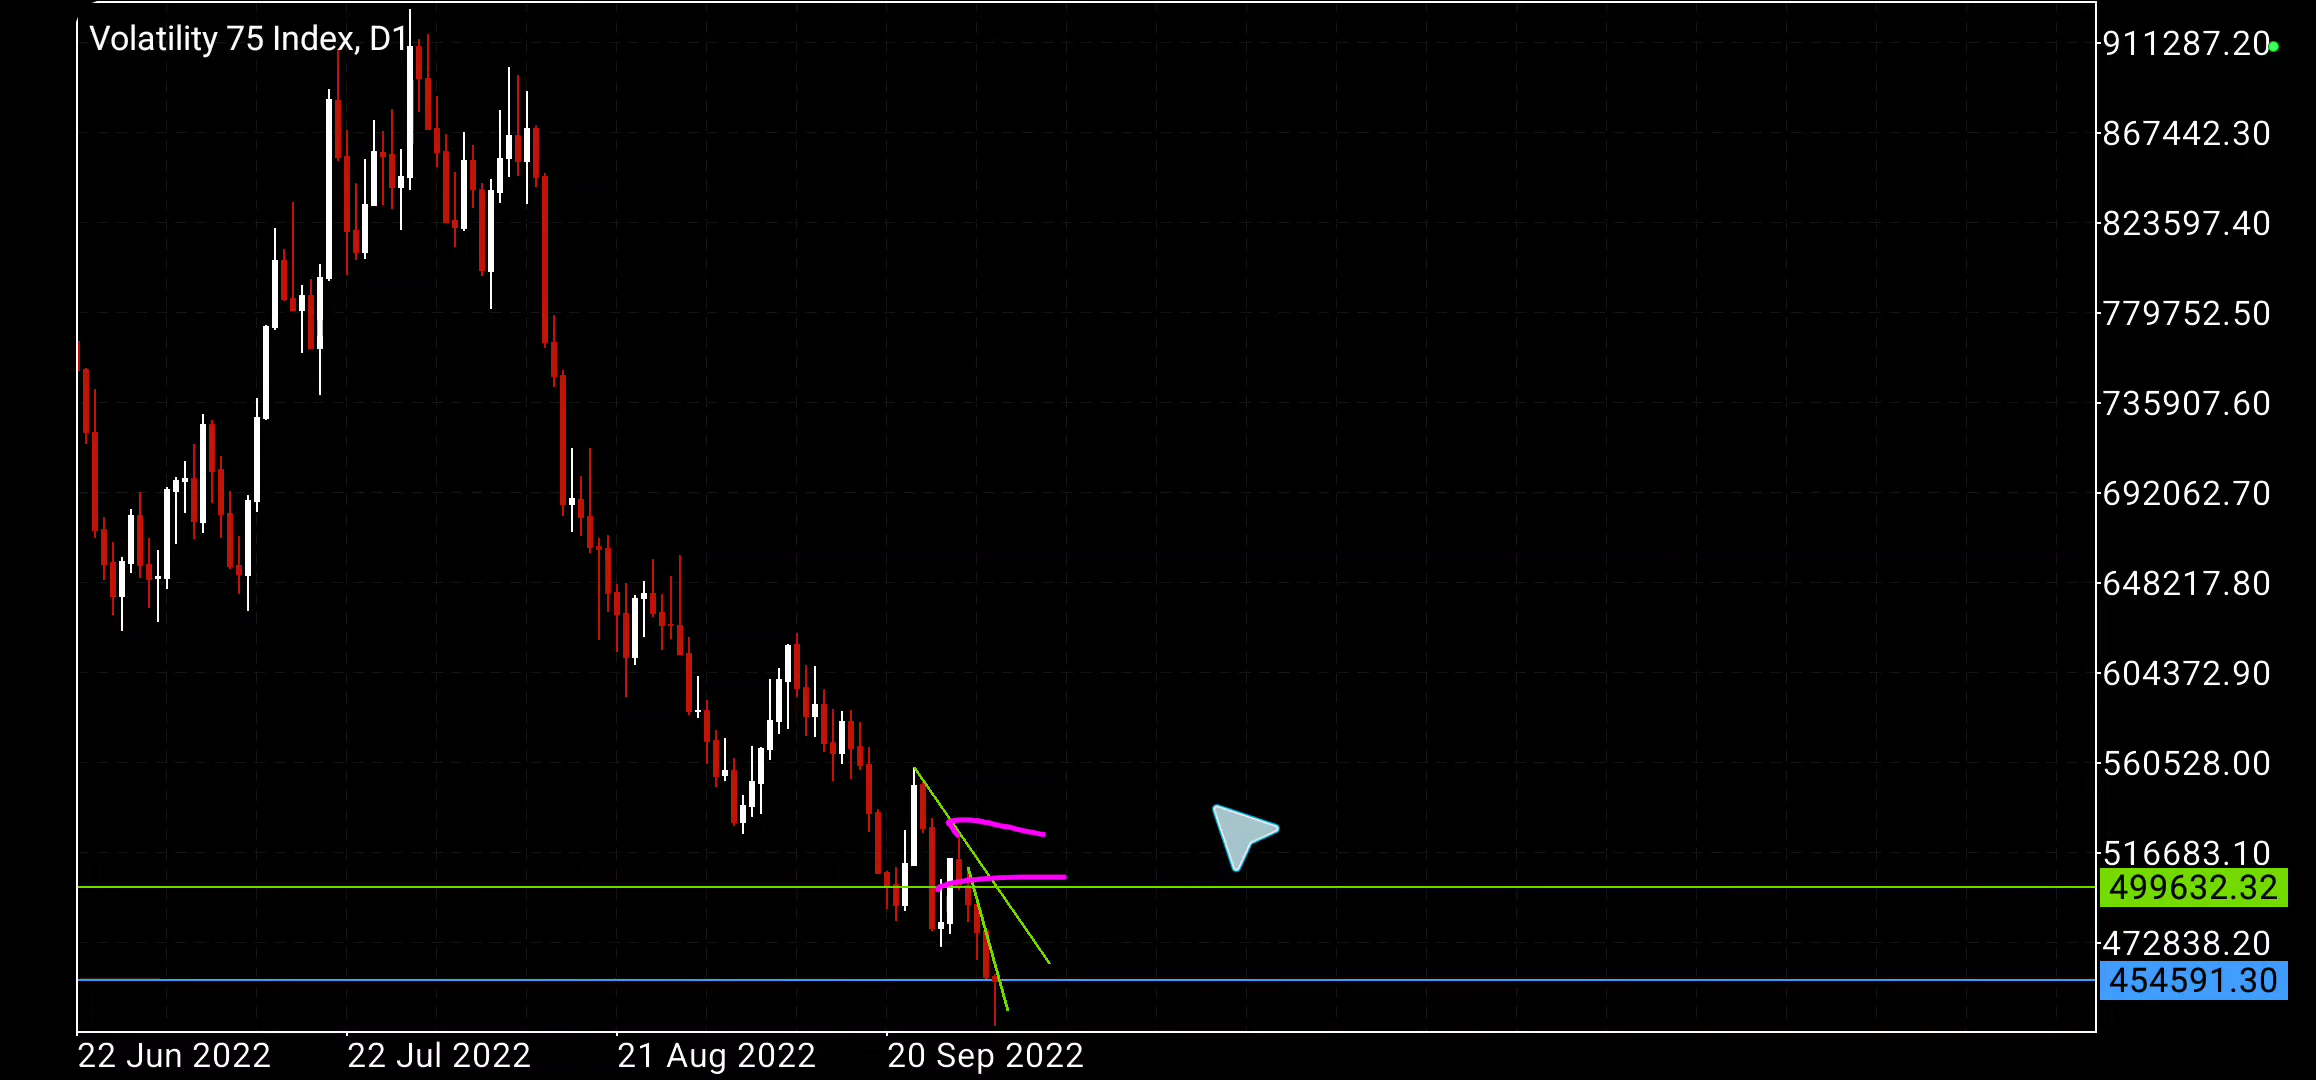 Volatility 75 Index, D1
911287.20
867442.30
823597.40
779752.50
735907.60
692062.70
648217.80
604372.90
560528.00
516683.10
499632.32
472838.20
454591.30
22 Jun 2022
22 Jul 2022
21 Aug 2022
20 Sep 2022